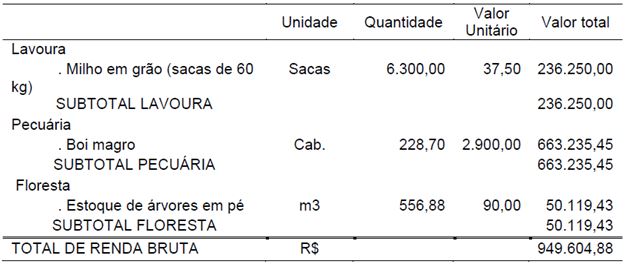 Unidade Quantidade Valor Unitário Valor total
Lavoura
. Milho em grão (sacas de 60 kg) Sacas 6.300,00 37,50 236.250,00
SUBTOTAL LAVOURA 236.250,00
Pecuária
. Boi magro Cab. 228,70 2.900,00 663.235,45
SUBTOTAL PECUÁRIA 663.235,45
Floresta
. Estoque de árvores em pé m3 556,88 90,00 50.119,43
SUBTOTAL FLORESTA 50.119,43
TOTAL DE RENDA BRUTA R$ 949.604,88